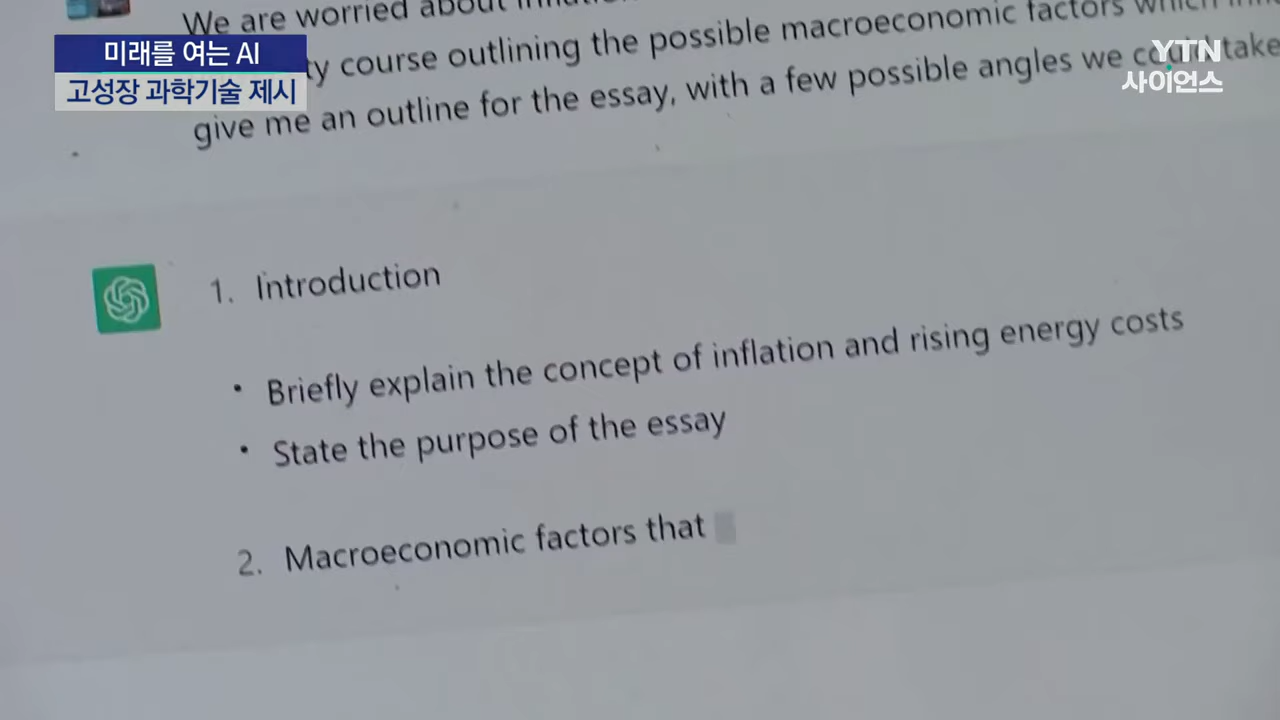 미래를 여는 AI
고성장 과학기술 제시
YTN
사이언스
We are worried about
ty course outlining the possible macroeconomic factors which
give me an outline for the essay, with a few possible angles we could take
1. Introduction
• Briefly explain the concept of inflation and rising energy costs
• State the purpose of the essay
2. Macroeconomic factors that